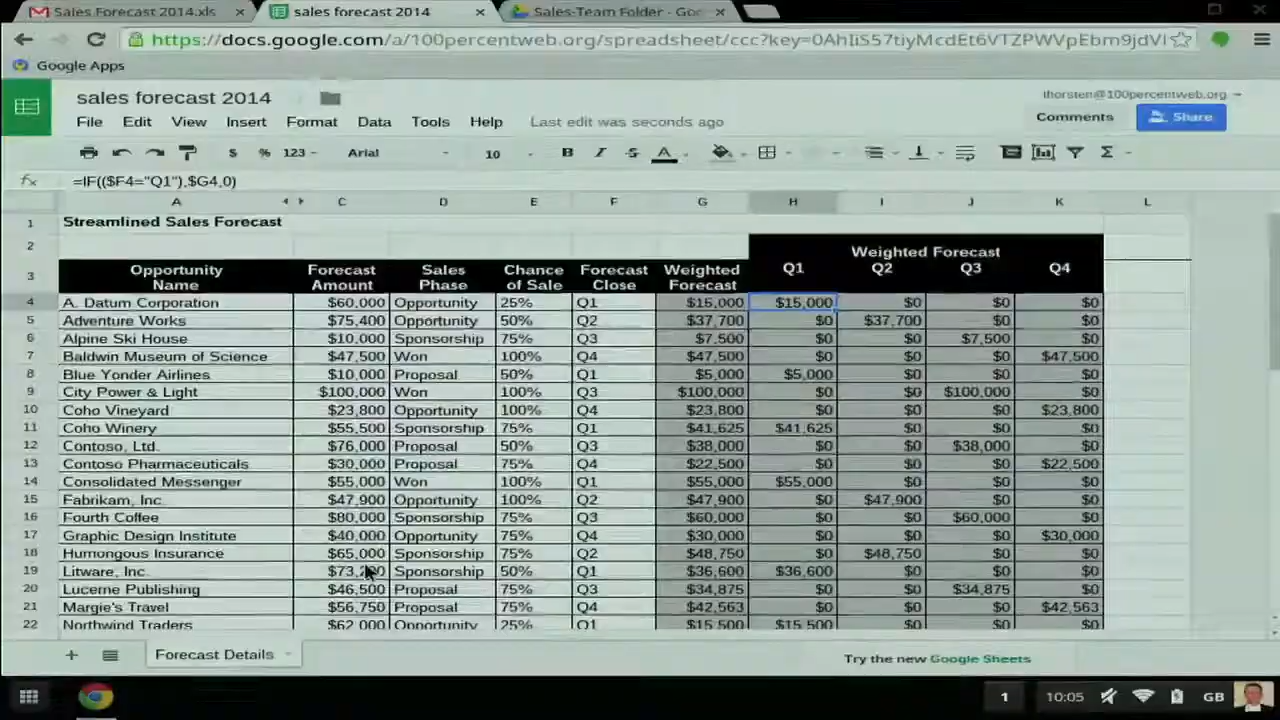 Sales Forecast 2014.xls × sales forecast 2014 × Sales-Team Folder - Goo ×
https://docs.google.com/a/100percentweb.org/spreadsheet/ccc?key=
Google Apps
sales forecast 2014 thorsten@100percentweb.org
File Edit View Insert Format Data Tools Help Last edit was seconds ago Comments Share
$ % 123 Arial 10 B I S A Σ
fx =IF(($F4="Q1"),$G4,0)
A C D E F G H I J K L
1 Streamlined Sales Forecast
2 Weighted Forecast
3 Opportunity Name Forecast Amount Sales Phase Chance of Sale Forecast Close Weighted Forecast Q1 Q2 Q3 Q4
4 A. Datum Corporation $60,000 Opportunity 25% Q1 $15,000 $15,000 $0 $0 $0
5 Adventure Works $75,400 Opportunity 50% Q2 $37,700 $0 $37,700 $0 $0
6 Alpine Ski House $10,000 Sponsorship 75% Q3 $7,500 $0 $0 $7,500 $0
7 Baldwin Museum of Science $47,500 Won 100% Q4 $47,500 $0 $0 $0 $47,500
8 Blue Yonder Airlines $10,000 Proposal 50% Q1 $5,000 $5,000 $0 $0 $0
9 City Power & Light $100,000 Won 100% Q3 $100,000 $0 $0 $100,000 $0
10 Coho Vineyard $23,800 Opportunity 100% Q4 $23,800 $0 $0 $0 $23,800
11 Coho Winery $55,500 Sponsorship 75% Q1 $41,625 $41,625 $0 $0 $0
12 Contoso, Ltd. $76,000 Proposal 50% Q3 $38,000 $0 $0 $38,000 $0
13 Contoso Pharmaceuticals $30,000 Proposal 75% Q4 $22,500 $0 $0 $0 $22,500
14 Consolidated Messenger $55,000 Won 100% Q1 $55,000 $55,000 $0 $0 $0
15 Fabrikam, Inc. $47,900 Opportunity 100% Q2 $47,900 $0 $47,900 $0 $0
16 Fourth Coffee $80,000 Sponsorship 75% Q3 $60,000 $0 $0 $60,000 $0
17 Graphic Design Institute $40,000 Opportunity 75% Q4 $30,000 $0 $0 $0 $30,000
18 Humongous Insurance $65,000 Sponsorship 75% Q2 $48,750 $0 $48,750 $0 $0
19 Litware, Inc. Sponsorship 50% Q1 $36,600 $36,600 $0 $0 $0
20 Lucerne Publishing $46,500 Proposal 75% Q3 $34,875 $0 $0 $34,875 $0
21 Margie's Travel $56,750 Proposal 75% Q4 $42,563 $0 $0 $0 $42,563
22 Northwind Traders $62,000 Opportunity 25% Q1 $15,500 $15,500 $0 $0 $0
+ Forecast Details Try the new Google Sheets
1 10:05 GB